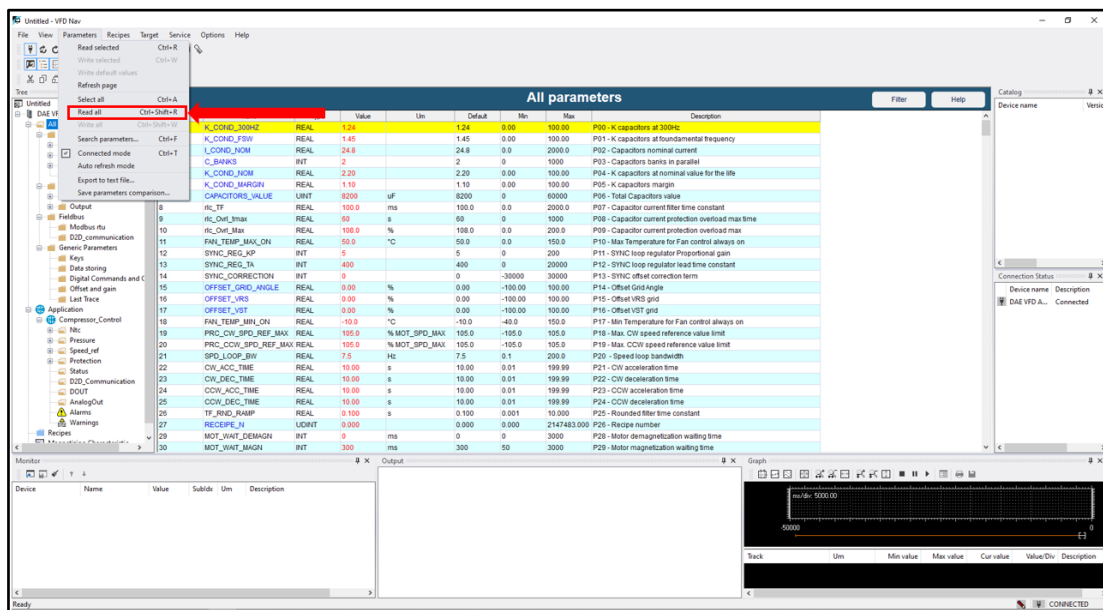 Untitled - VFD Nav
File View Parameters Recipes Target Service Options Help
Read selected Ctrl+R
Write selected Ctrl+W
Write default values
Refresh page
Select all Ctrl+A
Read all Ctrl+Shift+R
Write all Ctrl+Shift+W
Search parameters... Ctrl+F
Connected mode Ctrl+T
Auto refresh mode
Export to text file...
Save parameters comparison...
Tree
Untitled
DAE VF
All
Output
Fieldbus
Modbus rtu
D2D_communication
Generic Parameters
Keys
Data storing
Digital Commands and C
Offset and gain
Last Trace
Application
Compressor_Control
Ntc
Pressure
Speed_ref
Protection
Status
D2D_Communication
DOUT
AnalogOut
Alarms
Warnings
Recipes
All parameters
Filter Help
Value Um Default Min Max Description
K_COND_300HZ REAL 1.24 1.24 0.00 100.00 P00 - K capacitors at 300Hz
K_COND_FSW REAL 1.45 1.45 0.00 100.00 P01 - K capacitors at foundamental frequency
I_COND_NOM REAL 24.8 24.8 0.0 2000.0 P02 - Capacitors nominal current
C_BANKS INT 2 2 0 1000 P03 - Capacitors banks in parallel
K_COND_NOM REAL 2.20 2.20 0.00 100.00 P04 - K capacitors at nominal value for the life
K_COND_MARGIN REAL 1.10 1.10 0.00 100.00 P05 - K capacitors margin
CAPACITORS_VALUE UINT 8200 uF 8200 0 60000 P06 - Total Capacitors value
8 rlc_TF REAL 100.0 ms 100.0 0.0 2000.0 P07 - Capacitor current filter time constant
9 rlc_Ovrl_tmax REAL 60 s 60 0 1000 P08 - Capacitor current protection overload max time
10 rlc_Ovr_Max REAL 108.0 % 108.0 0.0 200.0 P09 - Capacitor current protection overload max
11 FAN_TEMP_MAX_ON REAL 50.0 °C 50.0 0.0 150.0 P10 - Max Temperature for Fan control always on
12 SYNC_REG_KP INT 5 5 0 200 P11 - SYNC loop regulator Proportional gain
13 SYNC_REG_TA INT 400 400 0 20000 P12 - SYNC loop regulator lead time constant
14 SYNC_CORRECTION INT 0 0 -30000 30000 P13 - SYNC offset correction term
15 OFFSET_GRID_ANGLE REAL 0.00 % 0.00 -100.00 100.00 P14 - Offset Grid Angle
16 OFFSET_VRS REAL 0.00 % 0.00 -100.00 100.00 P15 - Offset VRS grid
17 OFFSET_VST REAL 0.00 % 0.00 -100.00 100.00 P16 - Offset VST grid
18 FAN_TEMP_MIN_ON REAL -10.0 °C -10.0 -40.0 150.0 P17 - Min Temperature for Fan control always on
19 PRC_CW_SPD_REF_MAX REAL 105.0 % MOT_SPD_MAX 105.0 -105.0 105.0 P18 - Max. CW speed reference value limit
20 PRC_CCW_SPD_REF_MAX REAL 105.0 % MOT_SPD_MAX 105.0 -105.0 105.0 P19 - Max. CCW speed reference value limit
21 SPD_LOOP_BW REAL 7.5 Hz 7.5 0.1 200.0 P20 - Speed loop bandwidth
22 CW_ACC_TIME REAL 10.00 s 10.00 0.01 199.99 P21 - CW acceleration time
23 CW_DEC_TIME REAL 10.00 s 10.00 0.01 199.99 P22 - CW deceleration time
24 CCW_ACC_TIME REAL 10.00 s 10.00 0.01 199.99 P23 - CCW acceleration time
25 CCW_DEC_TIME REAL 10.00 s 10.00 0.01 199.99 P24 - CCW deceleration time
26 TF_RND_RAMP REAL 0.100 s 0.100 0.001 10.000 P25 - Rounded filter time constant
27 RECEIPE_N UDINT 0.000 0.000 0.000 2147483.000 P26 - Recipe number
29 MOT_WAIT_DEMAGN INT 0 ms 0 0 3000 P28 - Motor demagnetization waiting time
30 MOT_WAIT_MAGN INT 300 ms 300 50 3000 P29 - Motor magnetization waiting time
Catalog
Device name Versic
Connection Status
Device name Description
DAE VFD A... Connected
Monitor
Device Name Value SubIdx Um Description
Output
Graph
ms/div: 5000.00
-50000 0
Track Um Min value Max value Cur value Value/Div Description
Ready
CONNECTED